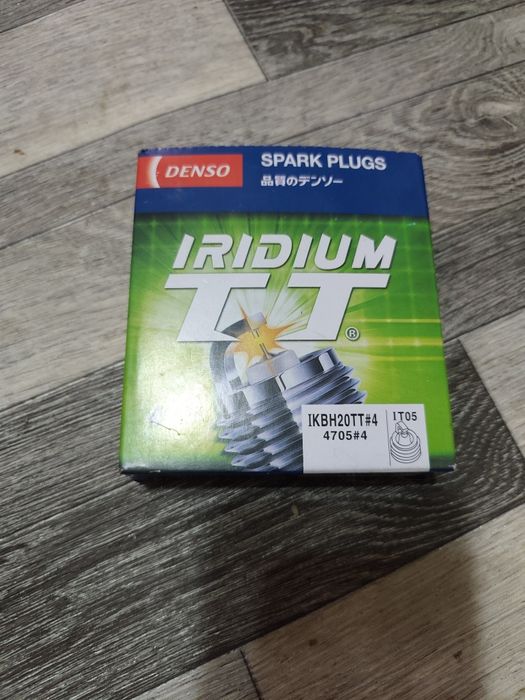 DENSO
SPARK PLUGS
品質のデンソー
IRIDIUM
TT®
IKBH20TT#4
4705#4
IT05